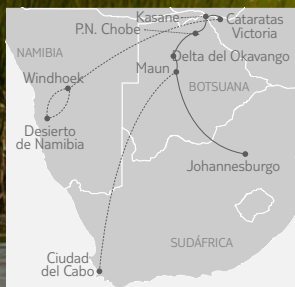 Kasane
Cataratas
Victoria
P.N. Chobe
NAMIBIA
Delta del Okavango
Windhoek
Maun
BOTSUANA
Desierto
de Namibia
Johannesburgo
SUDÁFRICA
Ciudad
del Cabo